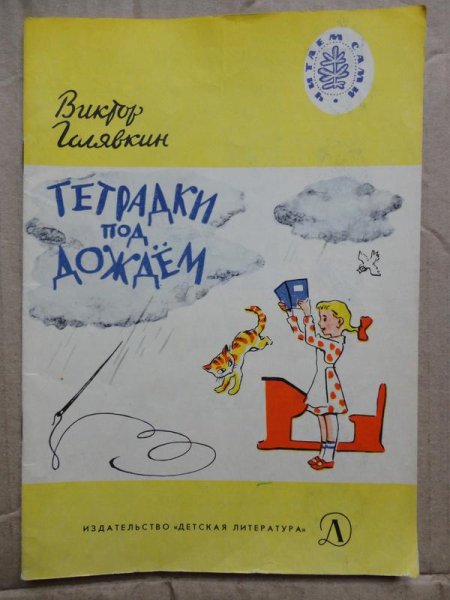 ЧИТАЕМ САМИ
Виктор
Голявкин
ТЕТРАДКИ
ПОД
ДОЖДЁМ
ИЗДАТЕЛЬСТВО «ДЕТСКАЯ ЛИТЕРАТУРА»
Д